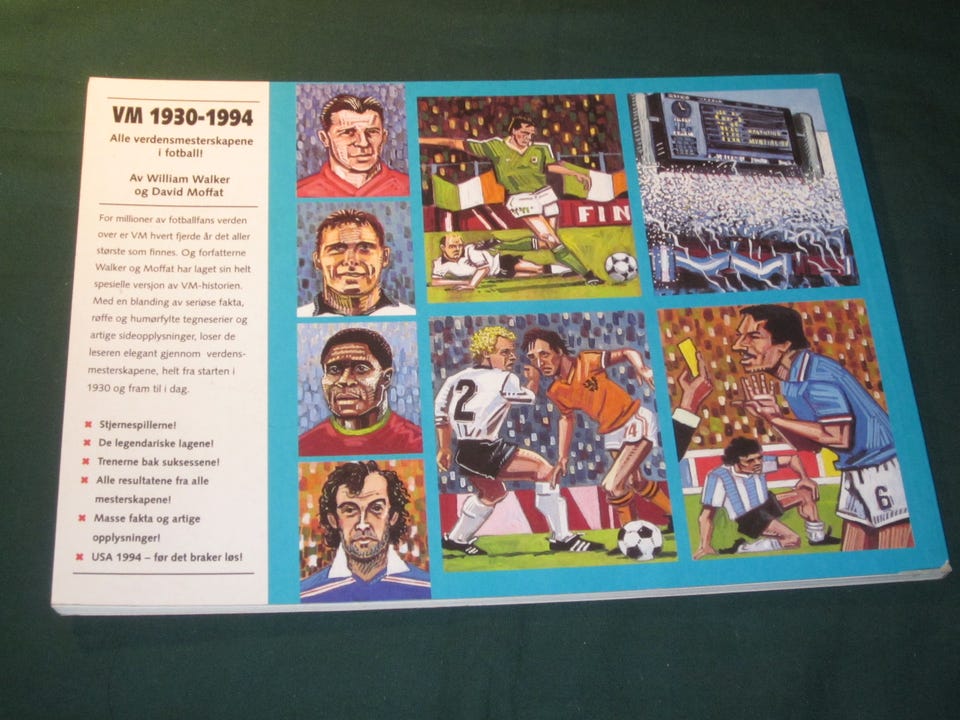 VM 1930-1994
Alle verdensmesterskapene
i fotball!
Av William Walker
og David Moffat
For millioner av fotballfans verden
over er VM hvert fjerde år det aller
største som finnes. Og forfatterne
Walker og Moffat har laget sin helt
spesielle versjon av VM-historien.
Med en blanding av seriøse fakta,
røffe og humørfylte tegneserier og
artige sideopplysninger, loser de
leseren elegant gjennom verdens-
mesterskapene, helt fra starten i
1930 og fram til i dag.
Stjernespillerne!
De legendariske lagene!
Trenerne bak suksessene!
Alle resultatene fra alle
mesterskapene!
Masse fakta og artige
opplysninger!
USA 1994 – før det braker løs!
FIN
2
6